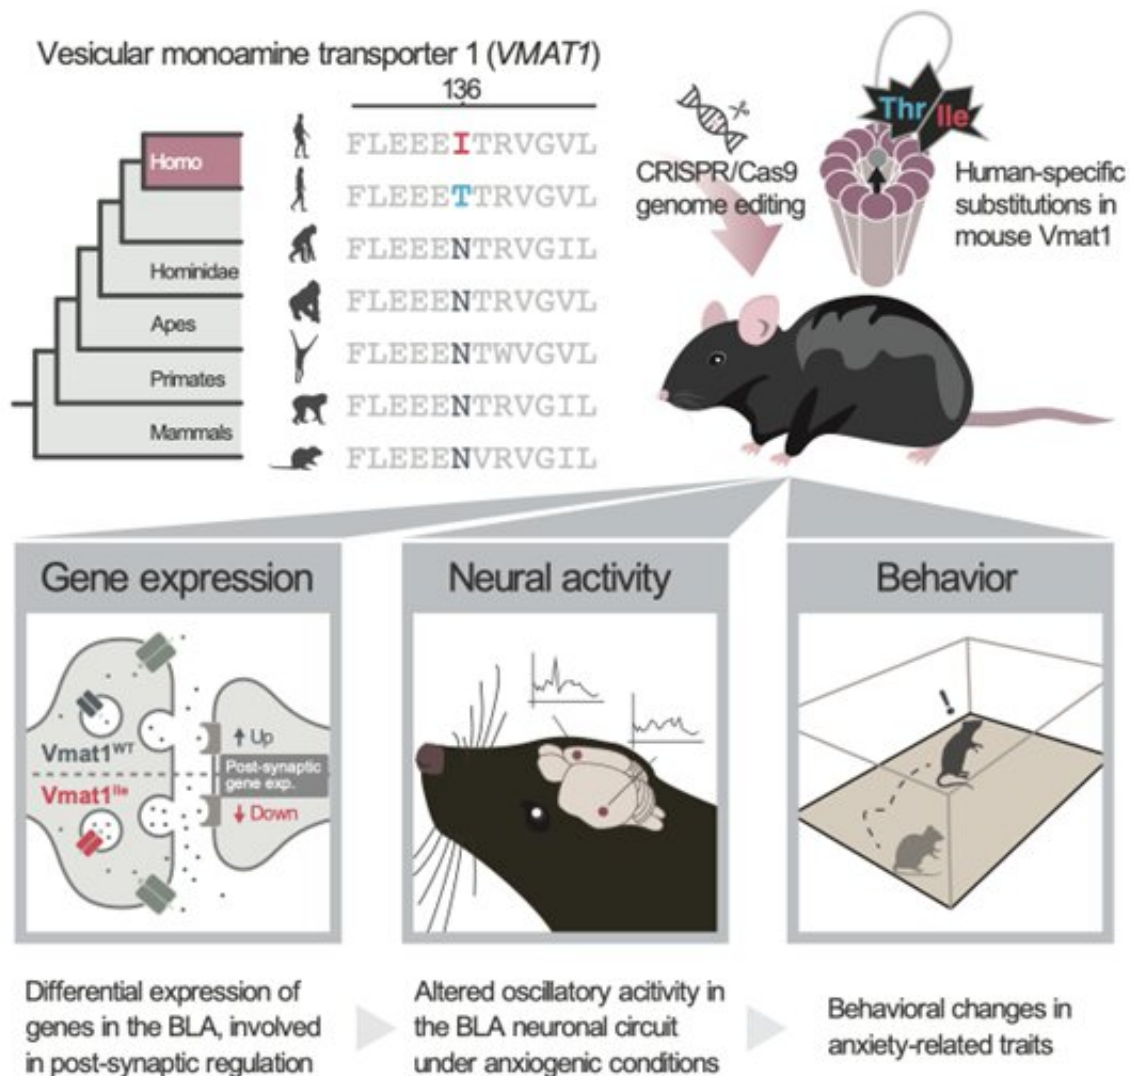 Vesicular monoamine transporter 1 (VMAT1)
136
Homo
Hominidae
Apes
Primates
Mammals
FLEEEITRVGVL
FLEEETTRVGVL
FLEEENTRVGIL
FLEEENTRVGVL
FLEEENTWVGVL
FLEEENTRVGIL
FLEEENVRVGIL
CRISPR/Cas9
genome editing
Thr Ile
Human-specific
substitutions in
mouse Vmat1
Gene expression
Vmat1WT
Vmat1Ile
↑ Up
Post-synaptic
gene exp.
↓ Down
Neural activity
Behavior
!
Differential expression of
genes in the BLA, involved
in post-synaptic regulation
Altered oscillatory acitivity in
the BLA neuronal circuit
under anxiogenic conditions
Behavioral changes in
anxiety-related traits